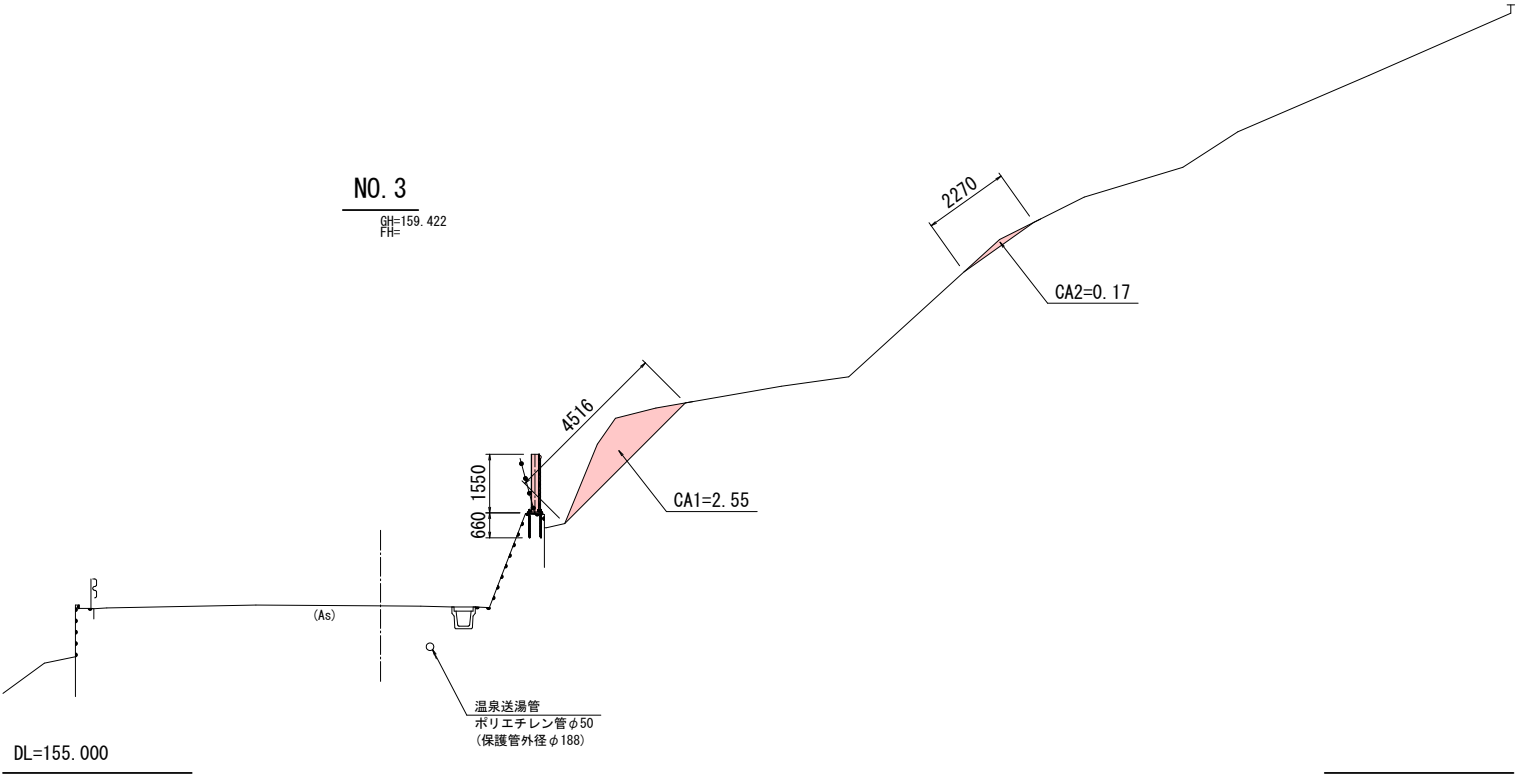 NO. 3
GH=159. 422
FH=
2270
CA2=0. 17
4516
1550
660
CA1=2. 55
(As)
温泉送湯管
ポリエチレン管φ50
(保護管外径φ188)
DL=155. 000